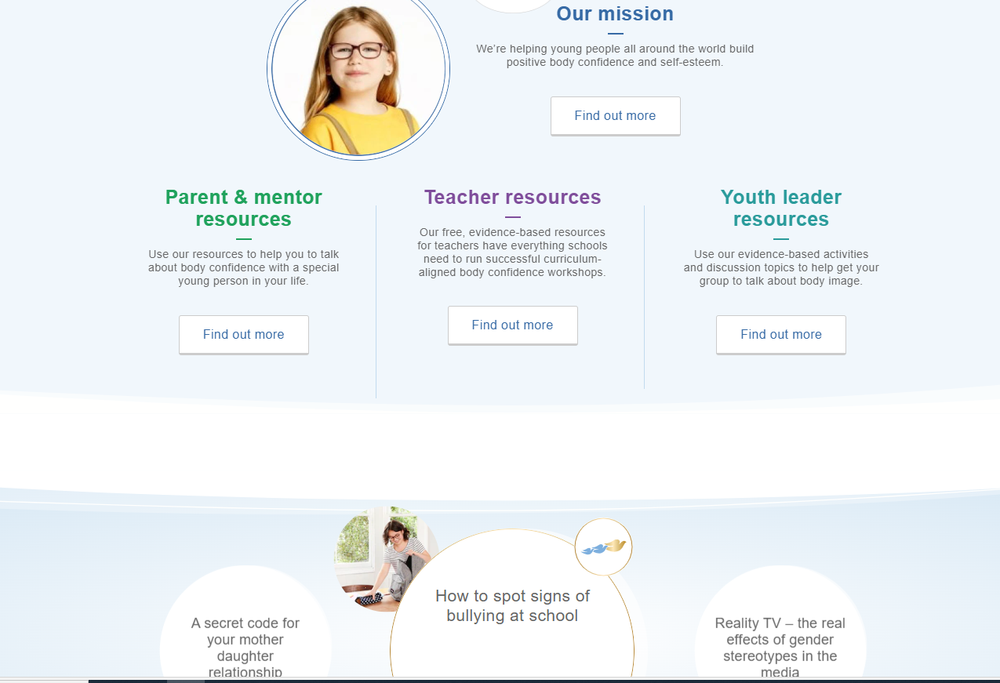 Our mission
We're helping young people all around the world build
positive body confidence and self-esteem.
Find out more
Parent & mentor
resources
Use our resources to help you to talk
about body confidence with a special
young person in your life.
Find out more
Teacher resources
Our free, evidence-based resources
for teachers have everything schools
need to run successful curriculum-
aligned body confidence workshops.
Find out more
Youth leader
resources
Use our evidence-based activities
and discussion topics to help get your
group to talk about body image.
Find out more
A secret code for
your mother
daughter
relationship
How to spot signs of
bullying at school
Reality TV – the real
effects of gender
stereotypes in the
media